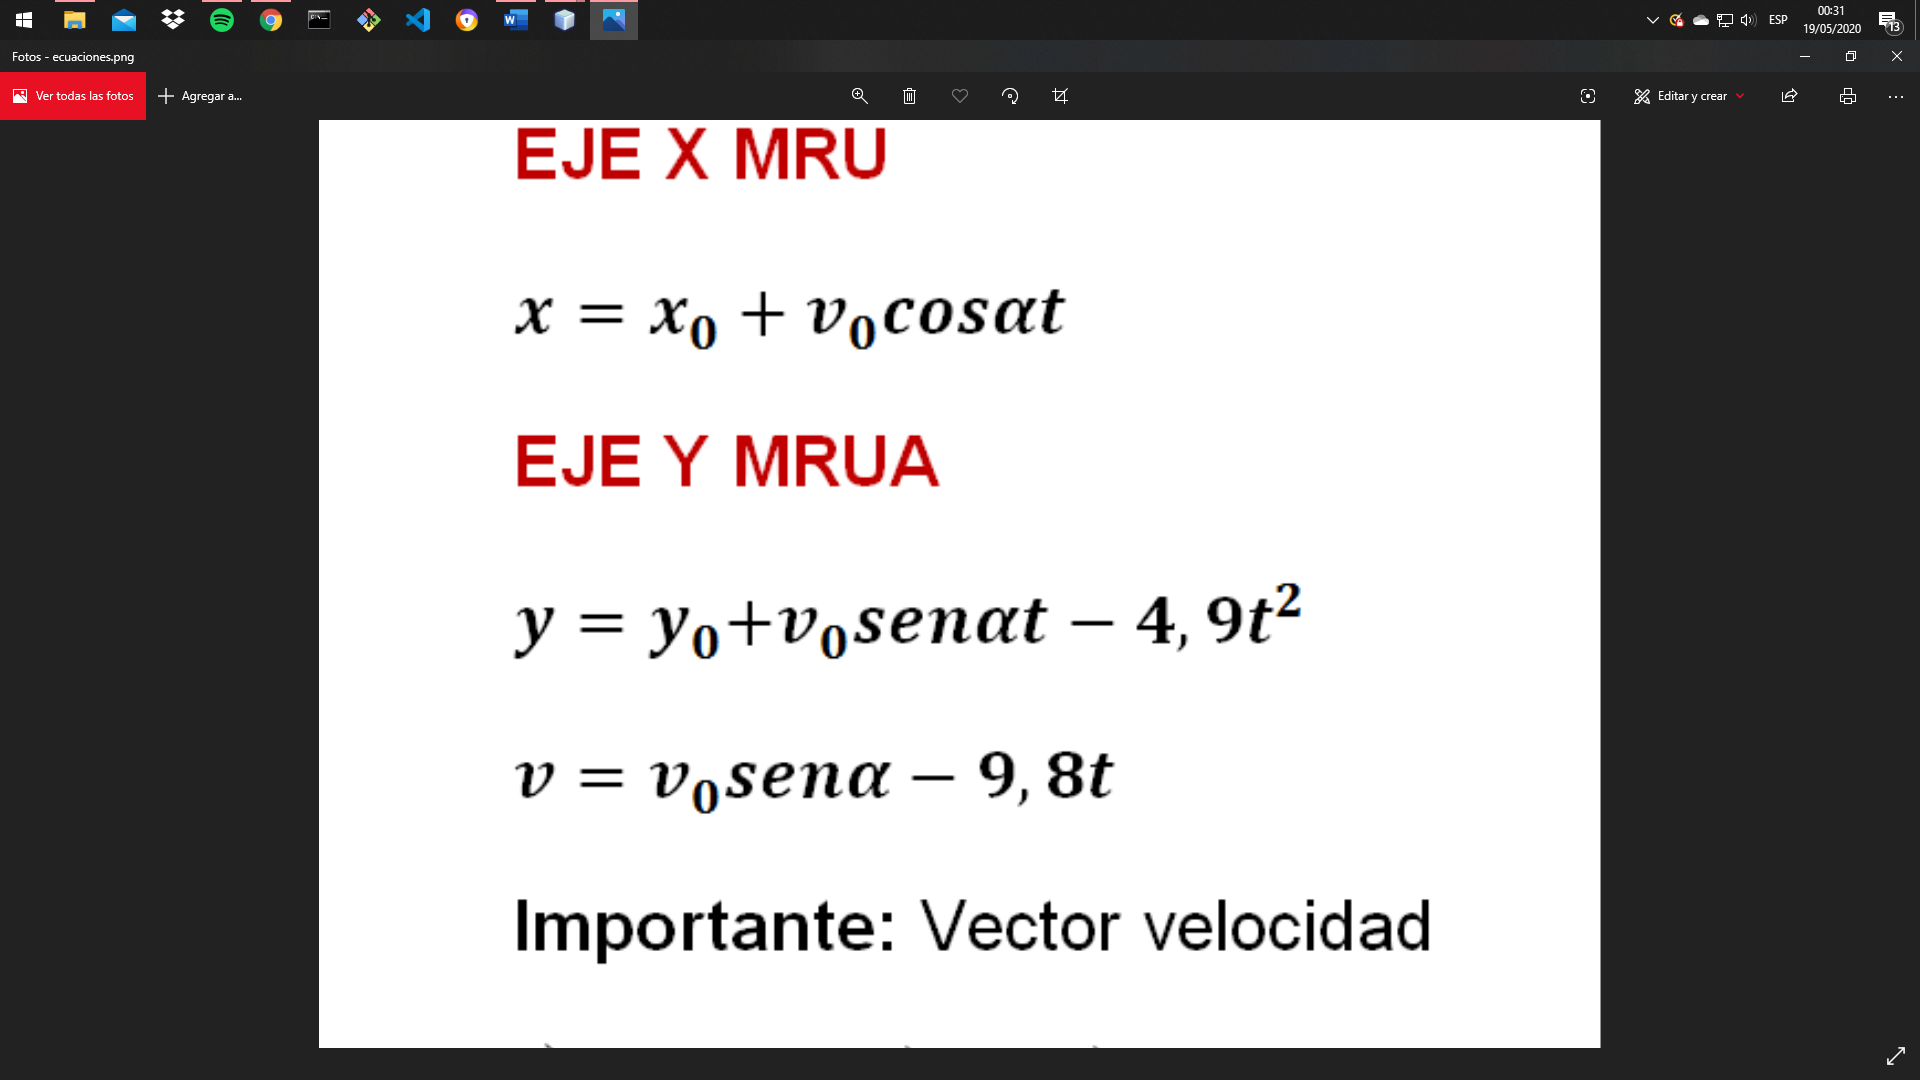 00:31
ESP
19/05/2020
13
Fotos - ecuaciones.png
Ver todas las fotos
Agregar a...
Editar y crear
EJE X MRU
x = x₀ + v₀cosαt
EJE Y MRUA
y = y₀+v₀senαt − 4,9t²
v = v₀senα − 9,8t
Importante: Vector velocidad